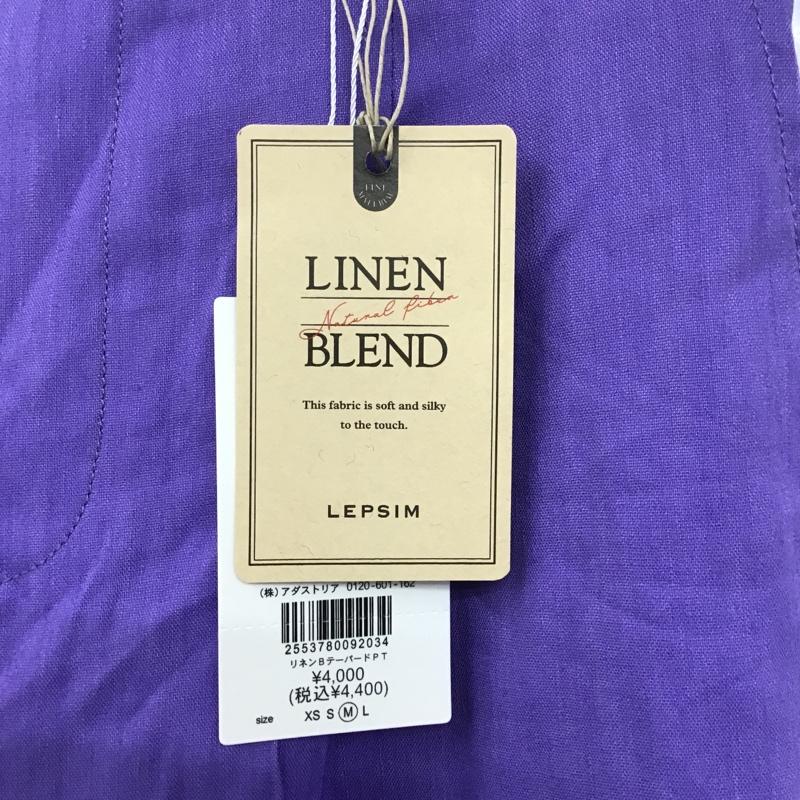 FINE
MATERIAL
LINEN
Natural fiber
BLEND
This fabric is soft and silky
to the touch.
LEPSIM
(株)アダストリア 0120-601-162
2553780092034
リネンBテーパードPT
¥4,000
(税込¥4,400)
size XS S M L